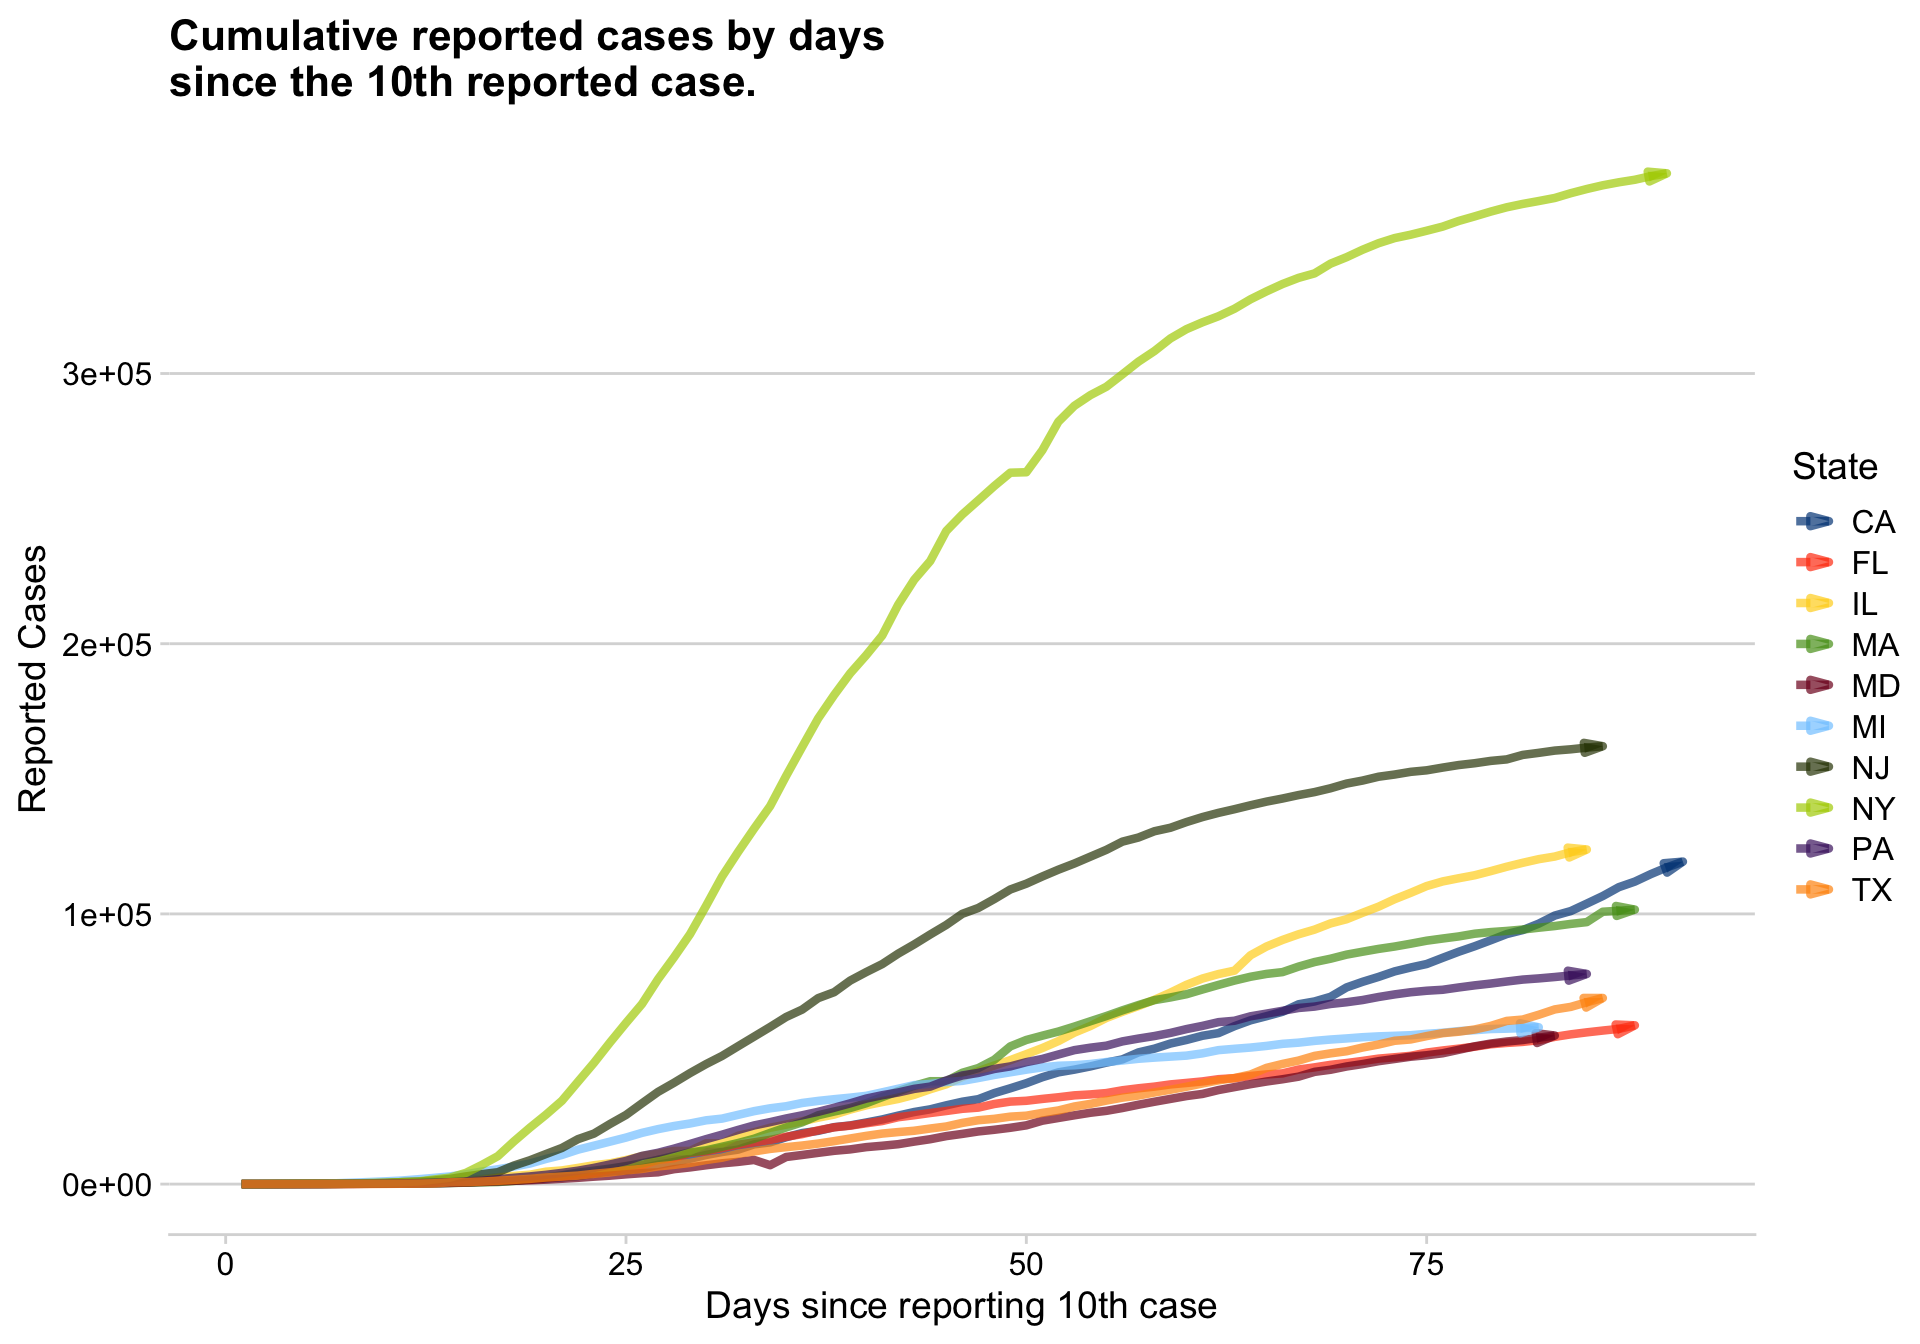 Cumulative reported cases by days
since the 10th reported case.
Reported Cases
3e+05
2e+05
1e+05
0e+00
0
25
50
75
Days since reporting 10th case
State
CA
FL
IL
MA
MD
MI
NJ
NY
PA
TX